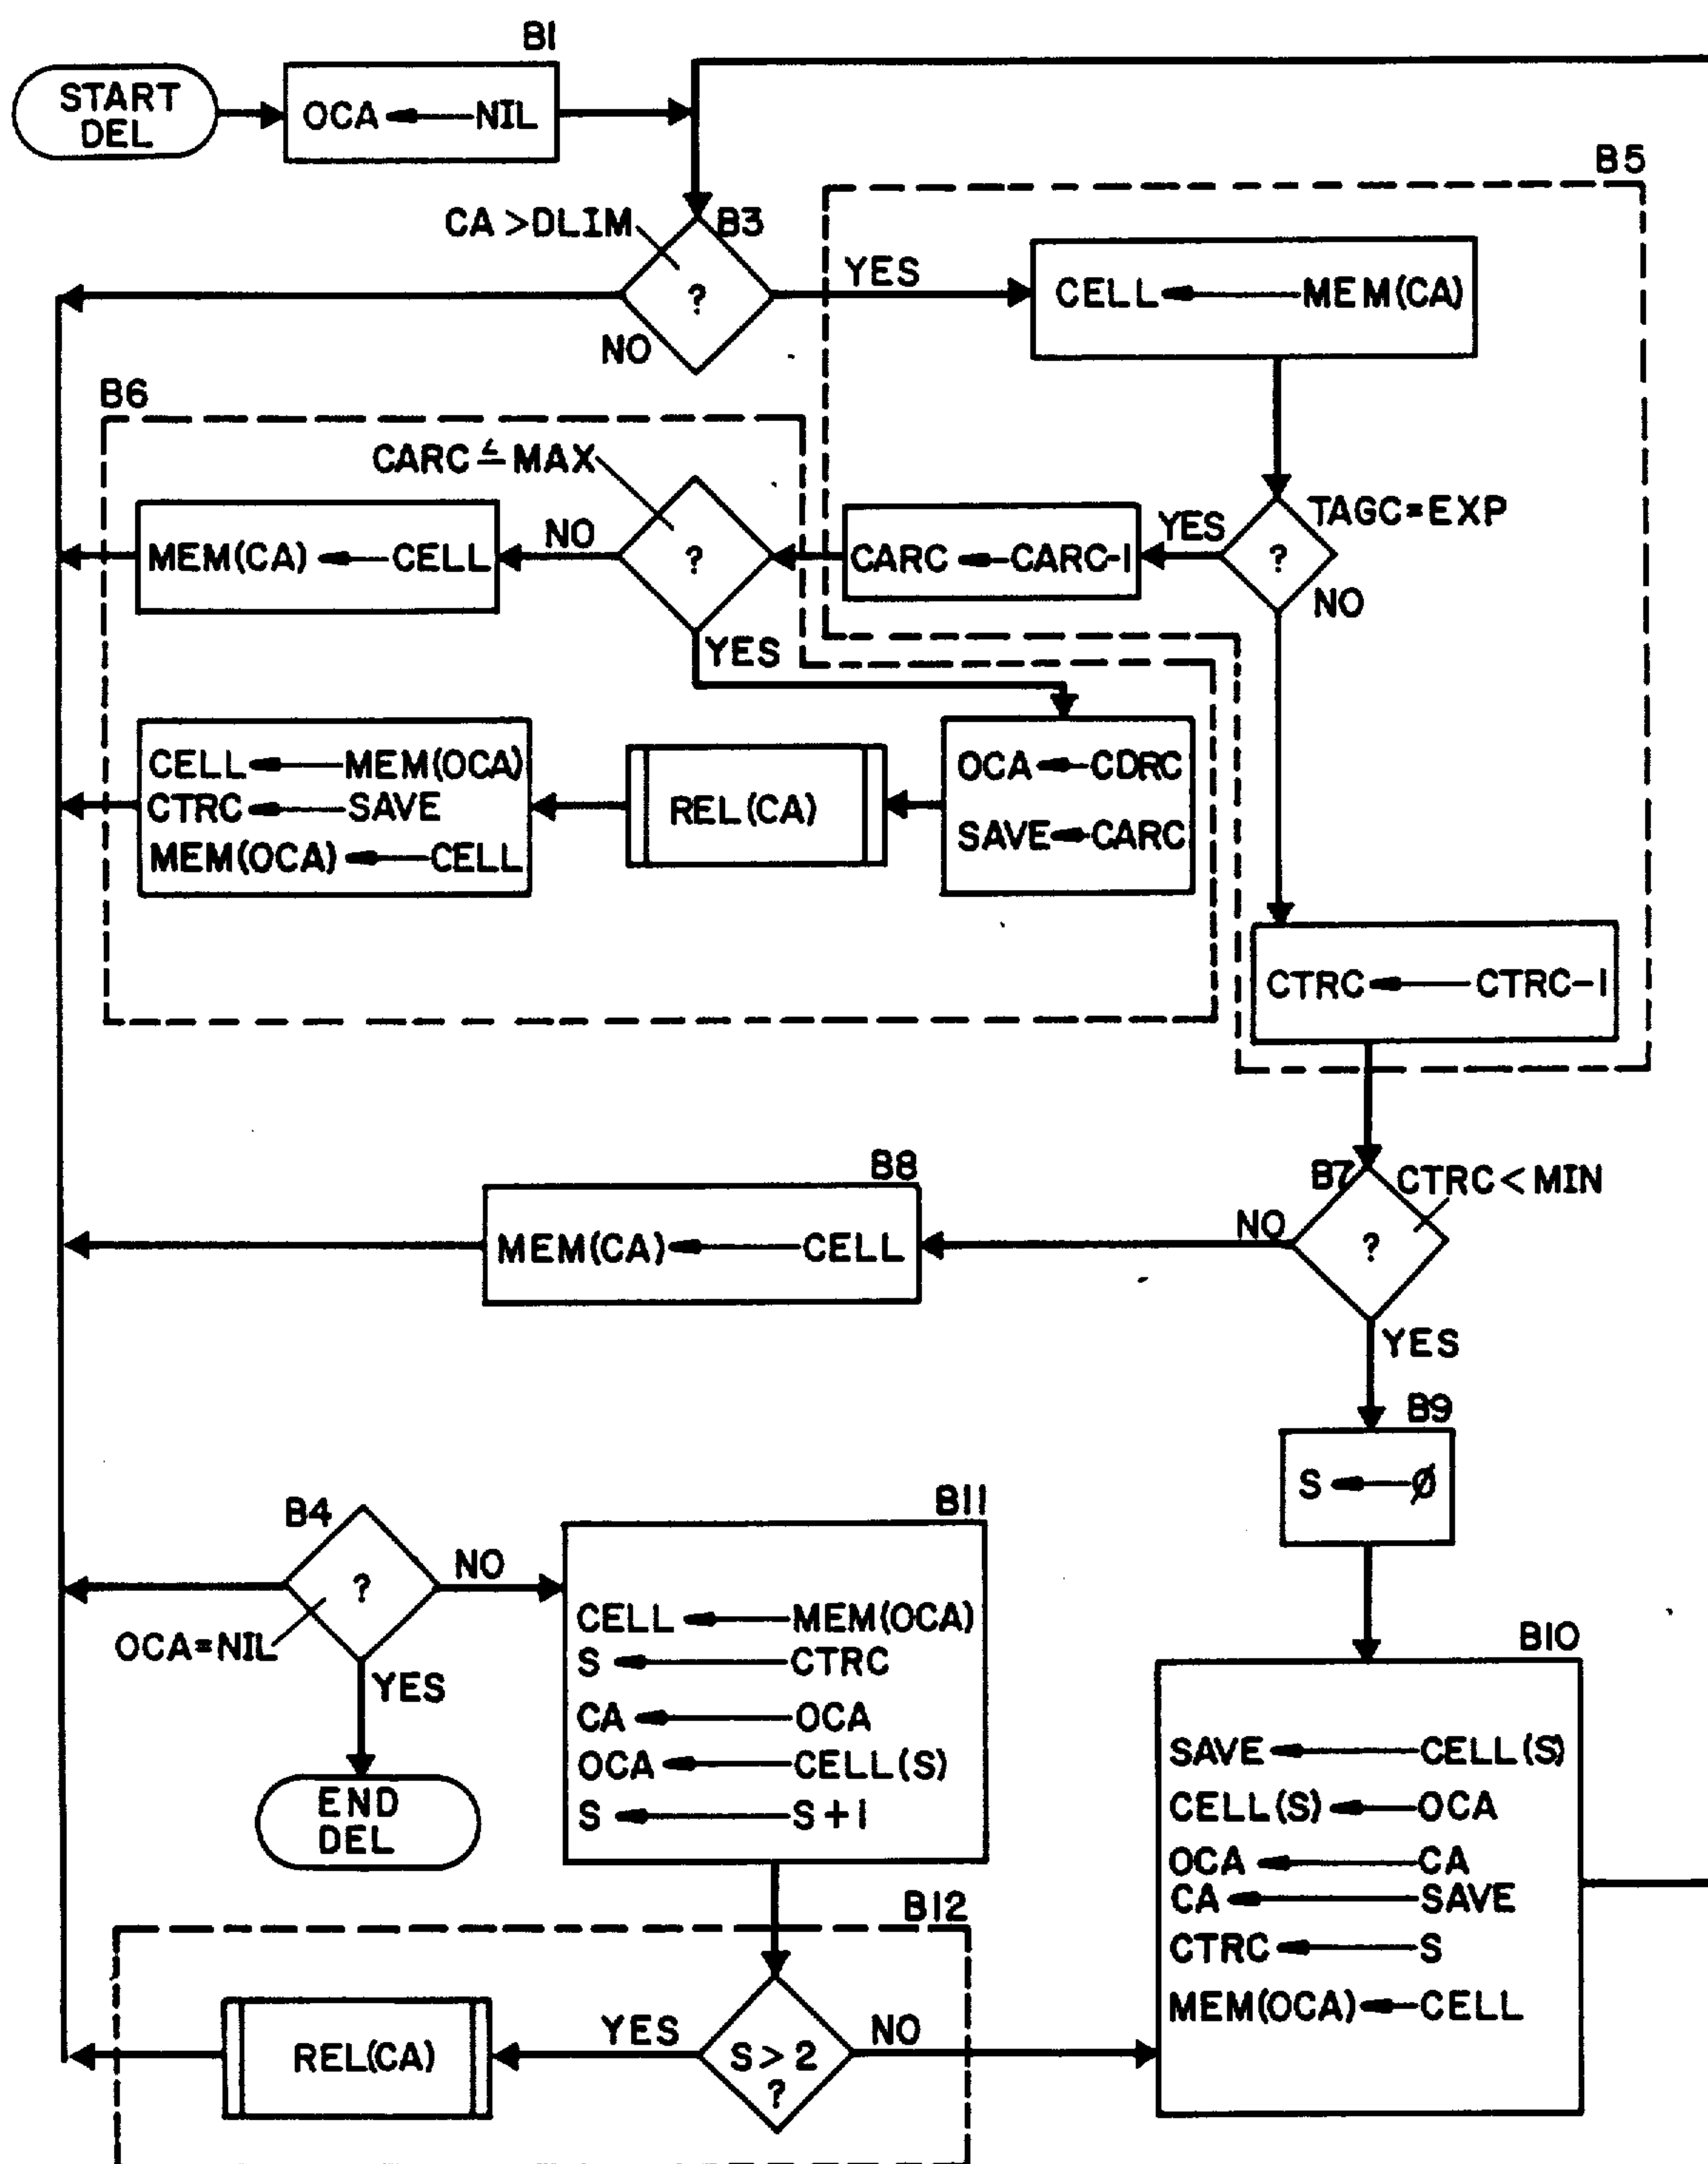 B1
START
DEL
OCA ← NIL
B5
CA > DLIM
B3
?
YES
NO
CELL ← MEM(CA)
B6
CARC ≤ MAX
TAGC = EXP
MEM(CA) ← CELL
NO
?
CARC ← CARC-1
YES
?
NO
YES
CELL ← MEM(OCA)
CTRC ← SAVE
MEM(OCA) ← CELL
REL(CA)
OCA ← CDRC
SAVE ← CARC
CTRC ← CTRC-1
B8
B7
CTRC < MIN
MEM(CA) ← CELL
NO
?
YES
B9
S ← Ø
B4
?
NO
OCA = NIL
YES
END
DEL
B11
CELL ← MEM(OCA)
S ← CTRC
CA ← OCA
OCA ← CELL(S)
S ← S+1
B10
SAVE ← CELL(S)
CELL(S) ← OCA
OCA ← CA
CA ← SAVE
CTRC ← S
MEM(OCA) ← CELL
B12
REL(CA)
YES
S > 2
?
NO